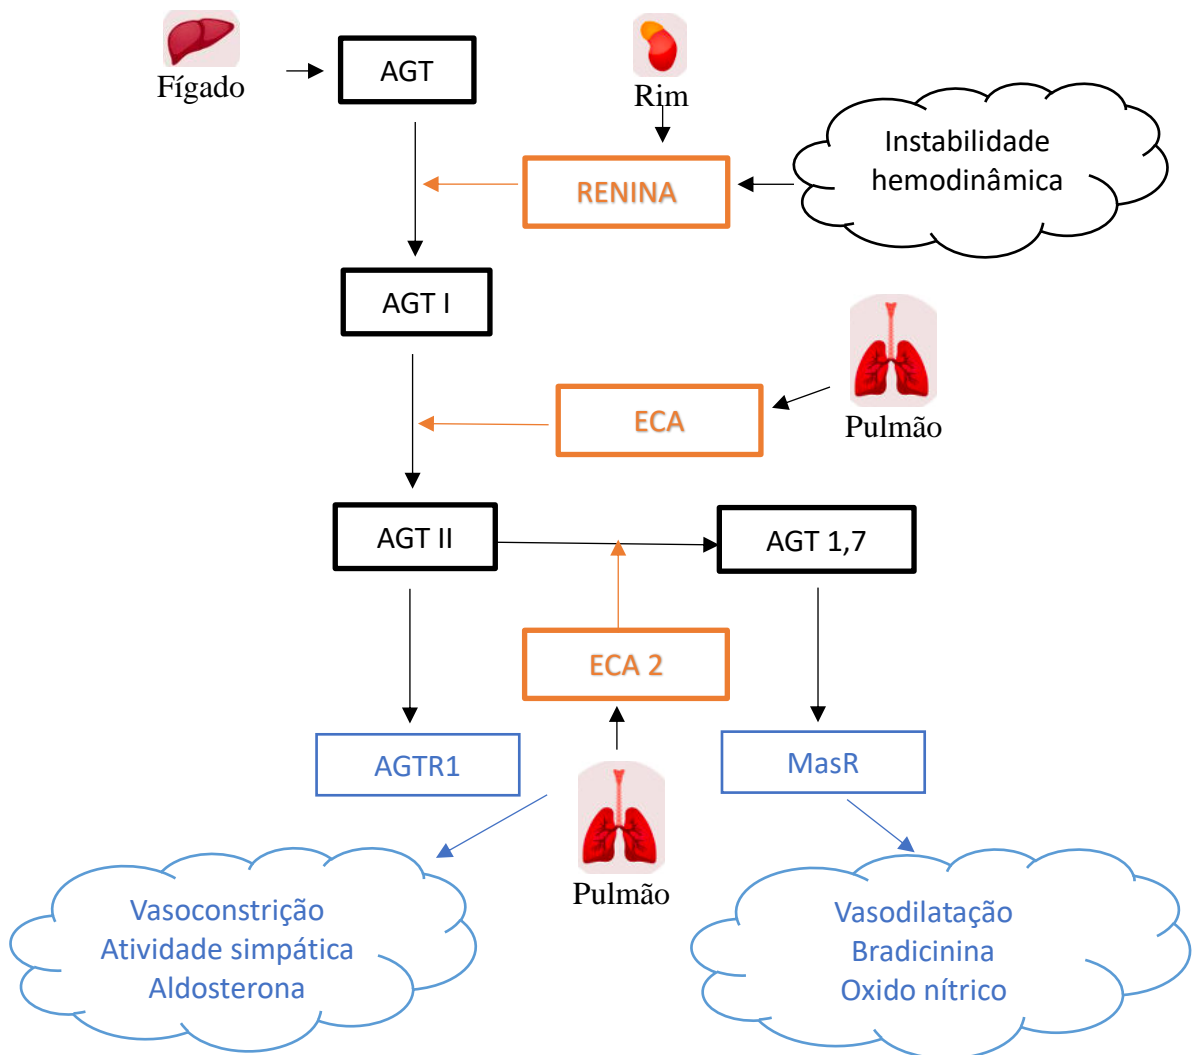 Fígado
AGT
Rim
Instabilidade
hemodinâmica
RENINA
AGT I
ECA
Pulmão
AGT II
AGT 1,7
ECA 2
AGTR1
MasR
Pulmão
Vasoconstrição
Atividade simpática
Aldosterona
Vasodilatação
Bradicinina
Oxido nítrico